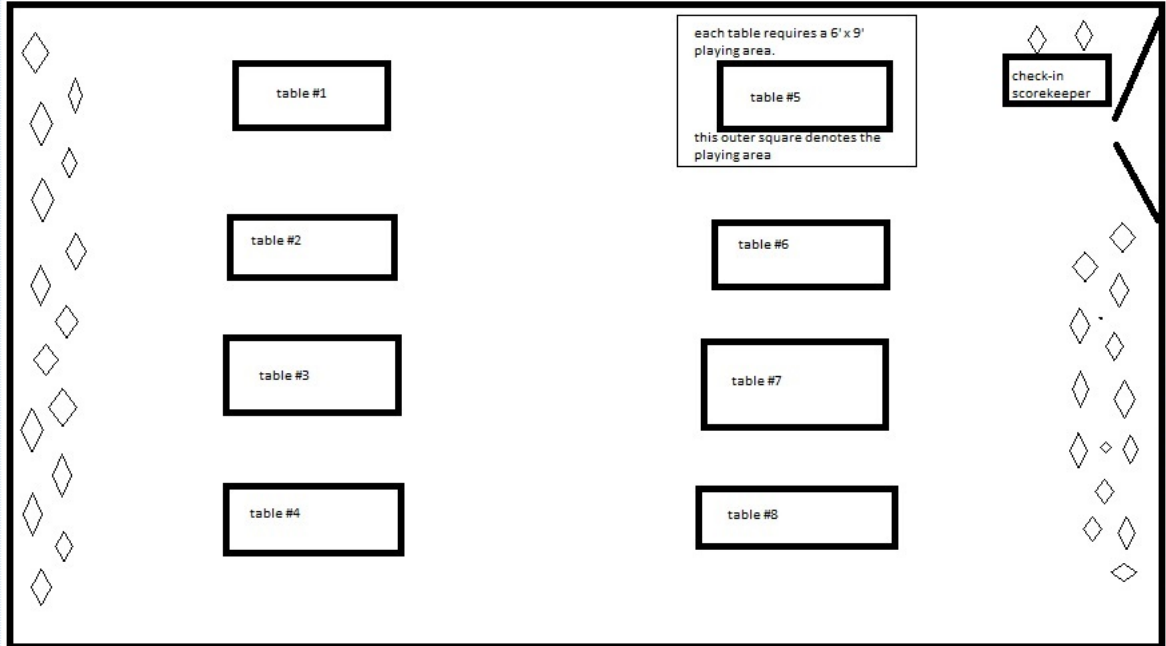 each table requires a 6' x 9'
playing area.
table #1
table #5
check-in
scorekeeper
this outer square denotes the
playing area
table #2
table #6
table #3
table #7
table #4
table #8